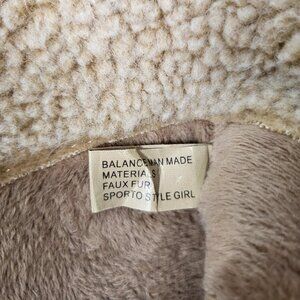 BALANCE MAN MADE
MATERIALS
FAUX FUR
SPORTO STYLE GIRL